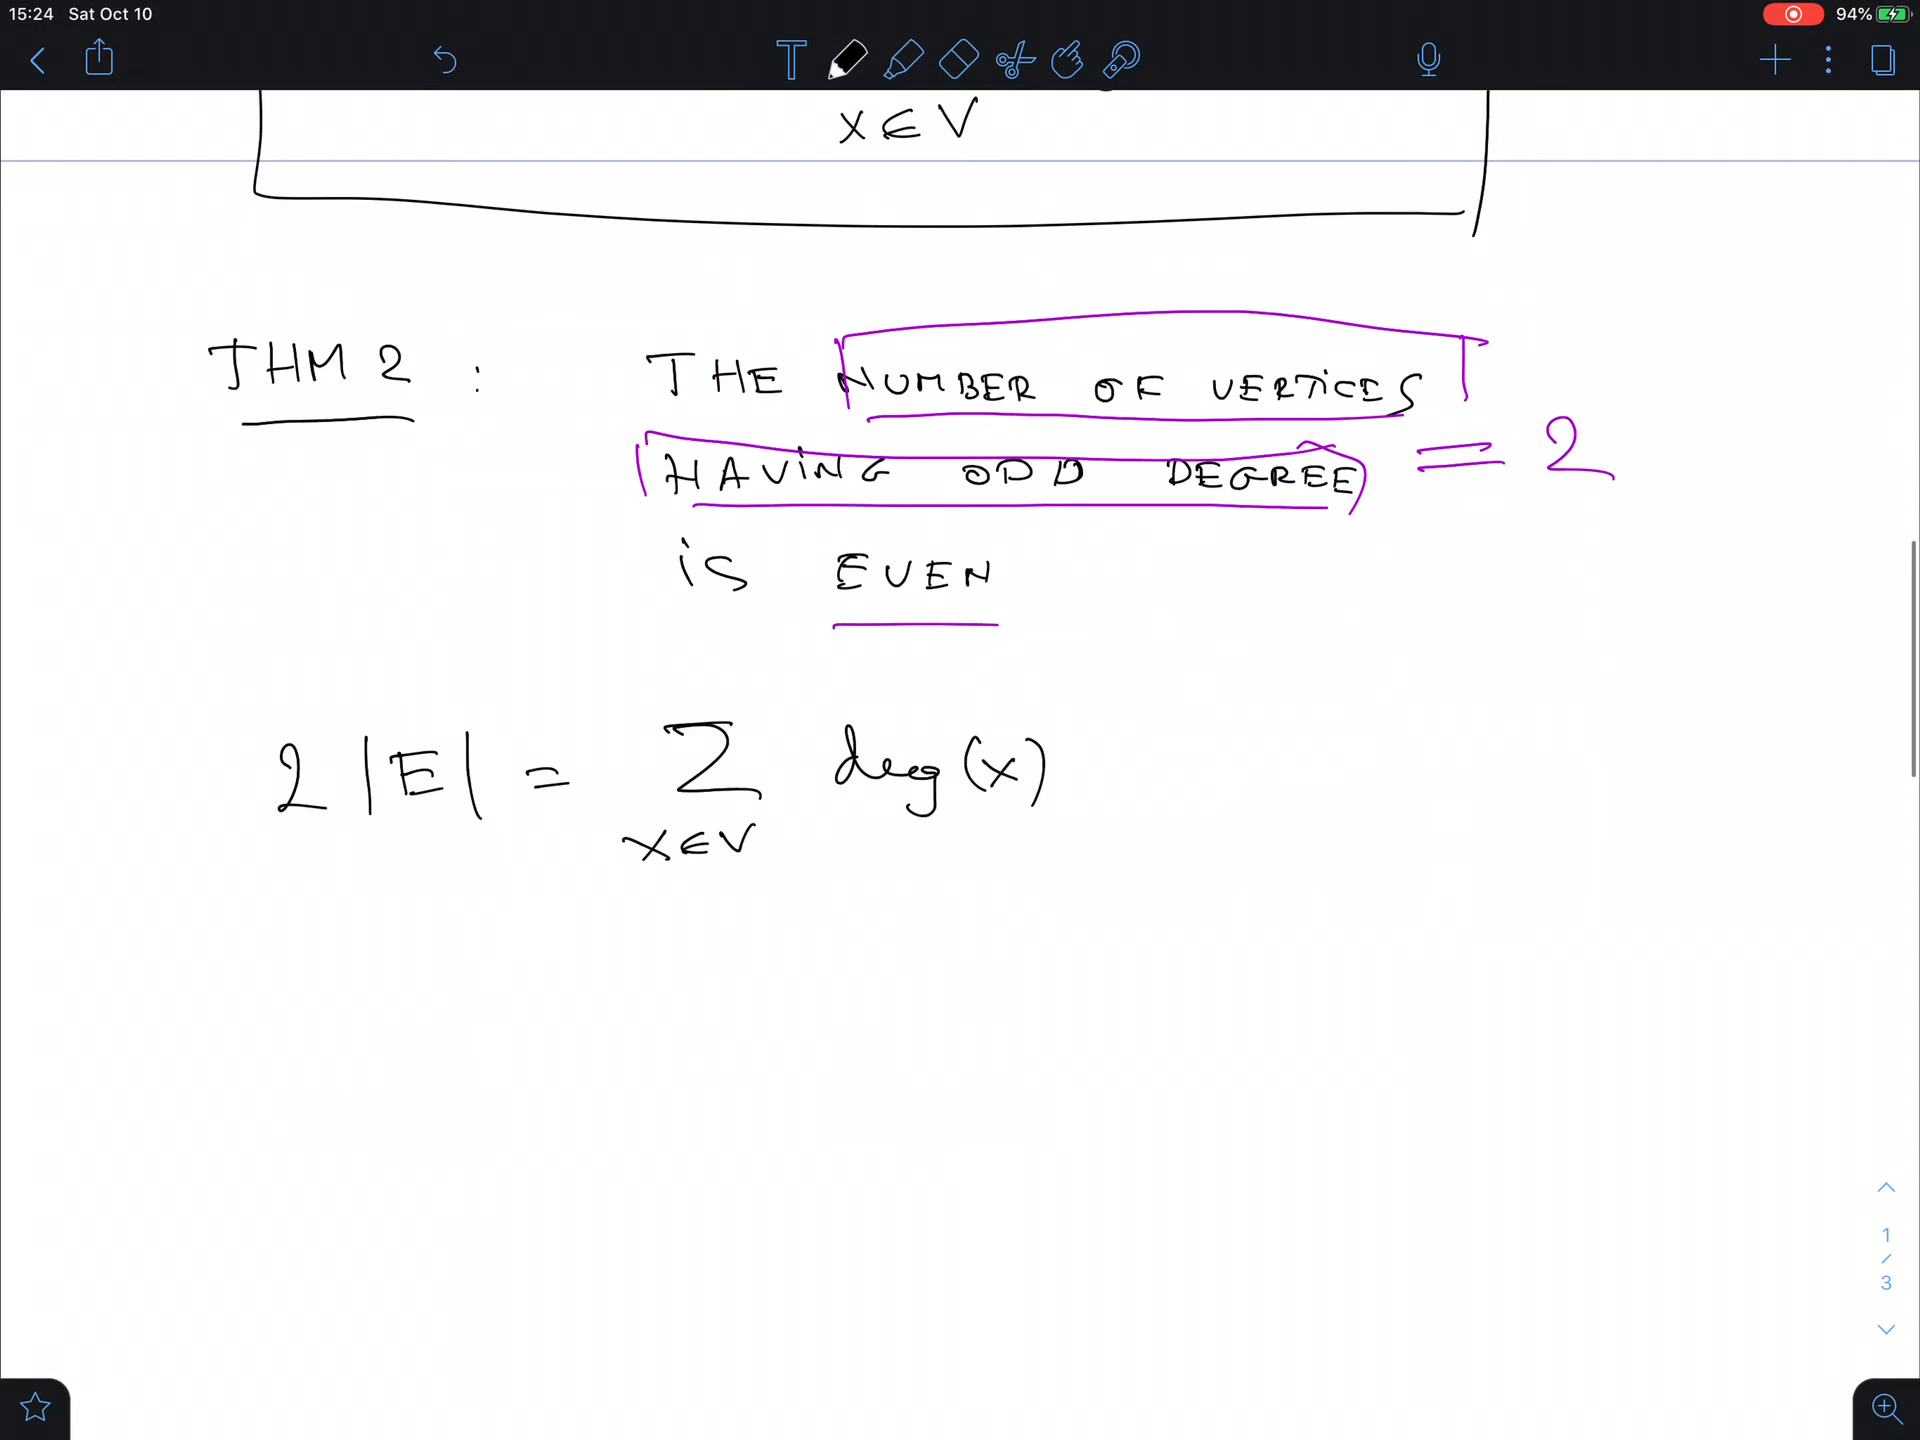 15:24 Sat Oct 10 94%
x ∈ V
THM 2 : THE NUMBER OF VERTICES
HAVING ODD DEGREE = 2
is EVEN
2 |E| = Σ deg(x)
x ∈ V
1
/
3